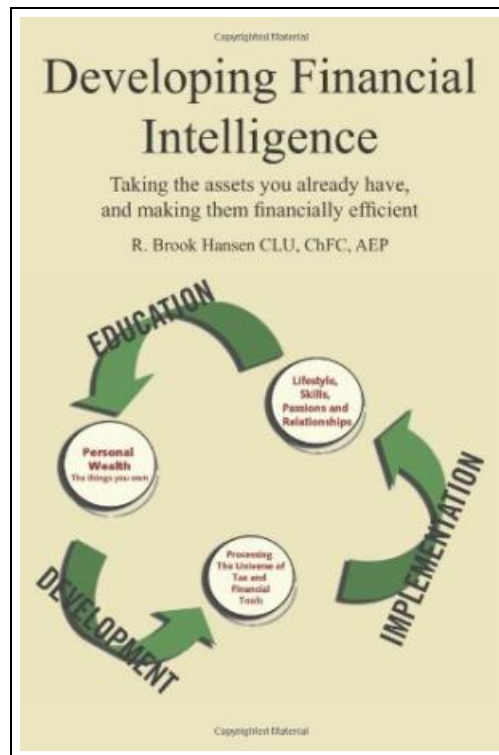 Copyrighted Material
Developing Financial
Intelligence
Taking the assets you already have,
and making them financially efficient
R. Brook Hansen CLU, ChFC, AEP
EDUCATION
Lifestyle,
Skills,
Passions and
Relationships
Personal
Wealth
The things you own
Processing
The Universe of
Tax and
Financial
Tools
DEVELOPMENT
IMPLEMENTATION
Copyrighted Material